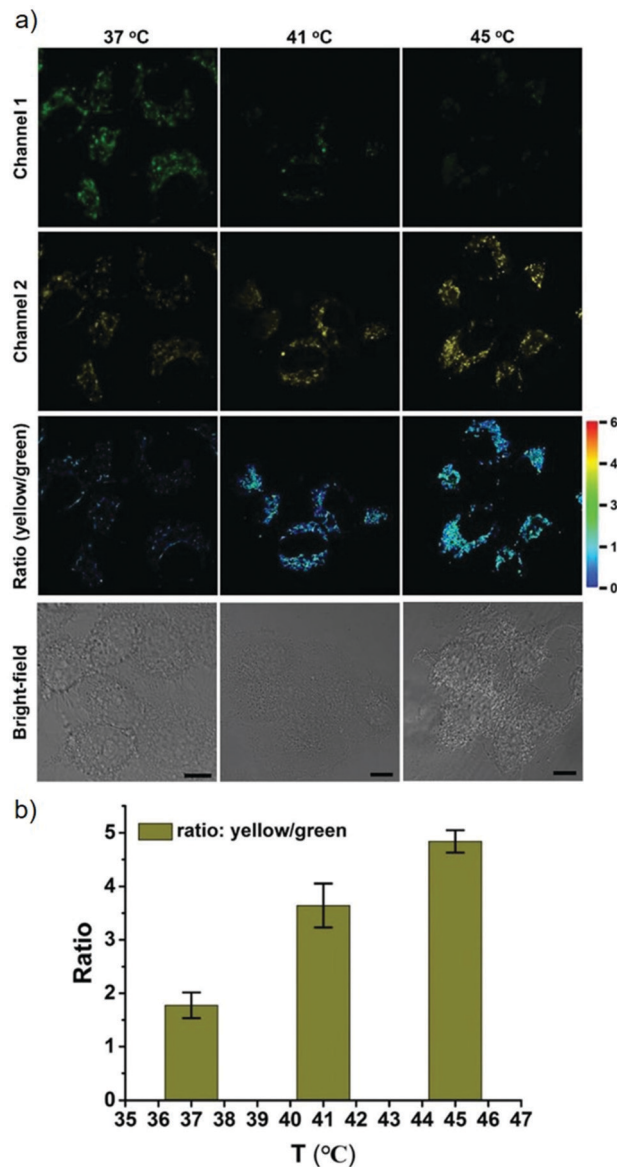 a)
37 °C 41 °C 45 °C
Channel 1
Channel 2
Ratio (yellow/green)
6
4
3
1
0
Bright-field
b)
ratio: yellow/green
Ratio
5
4
3
2
1
0
35 36 37 38 39 40 41 42 43 44 45 46 47
T (°C)